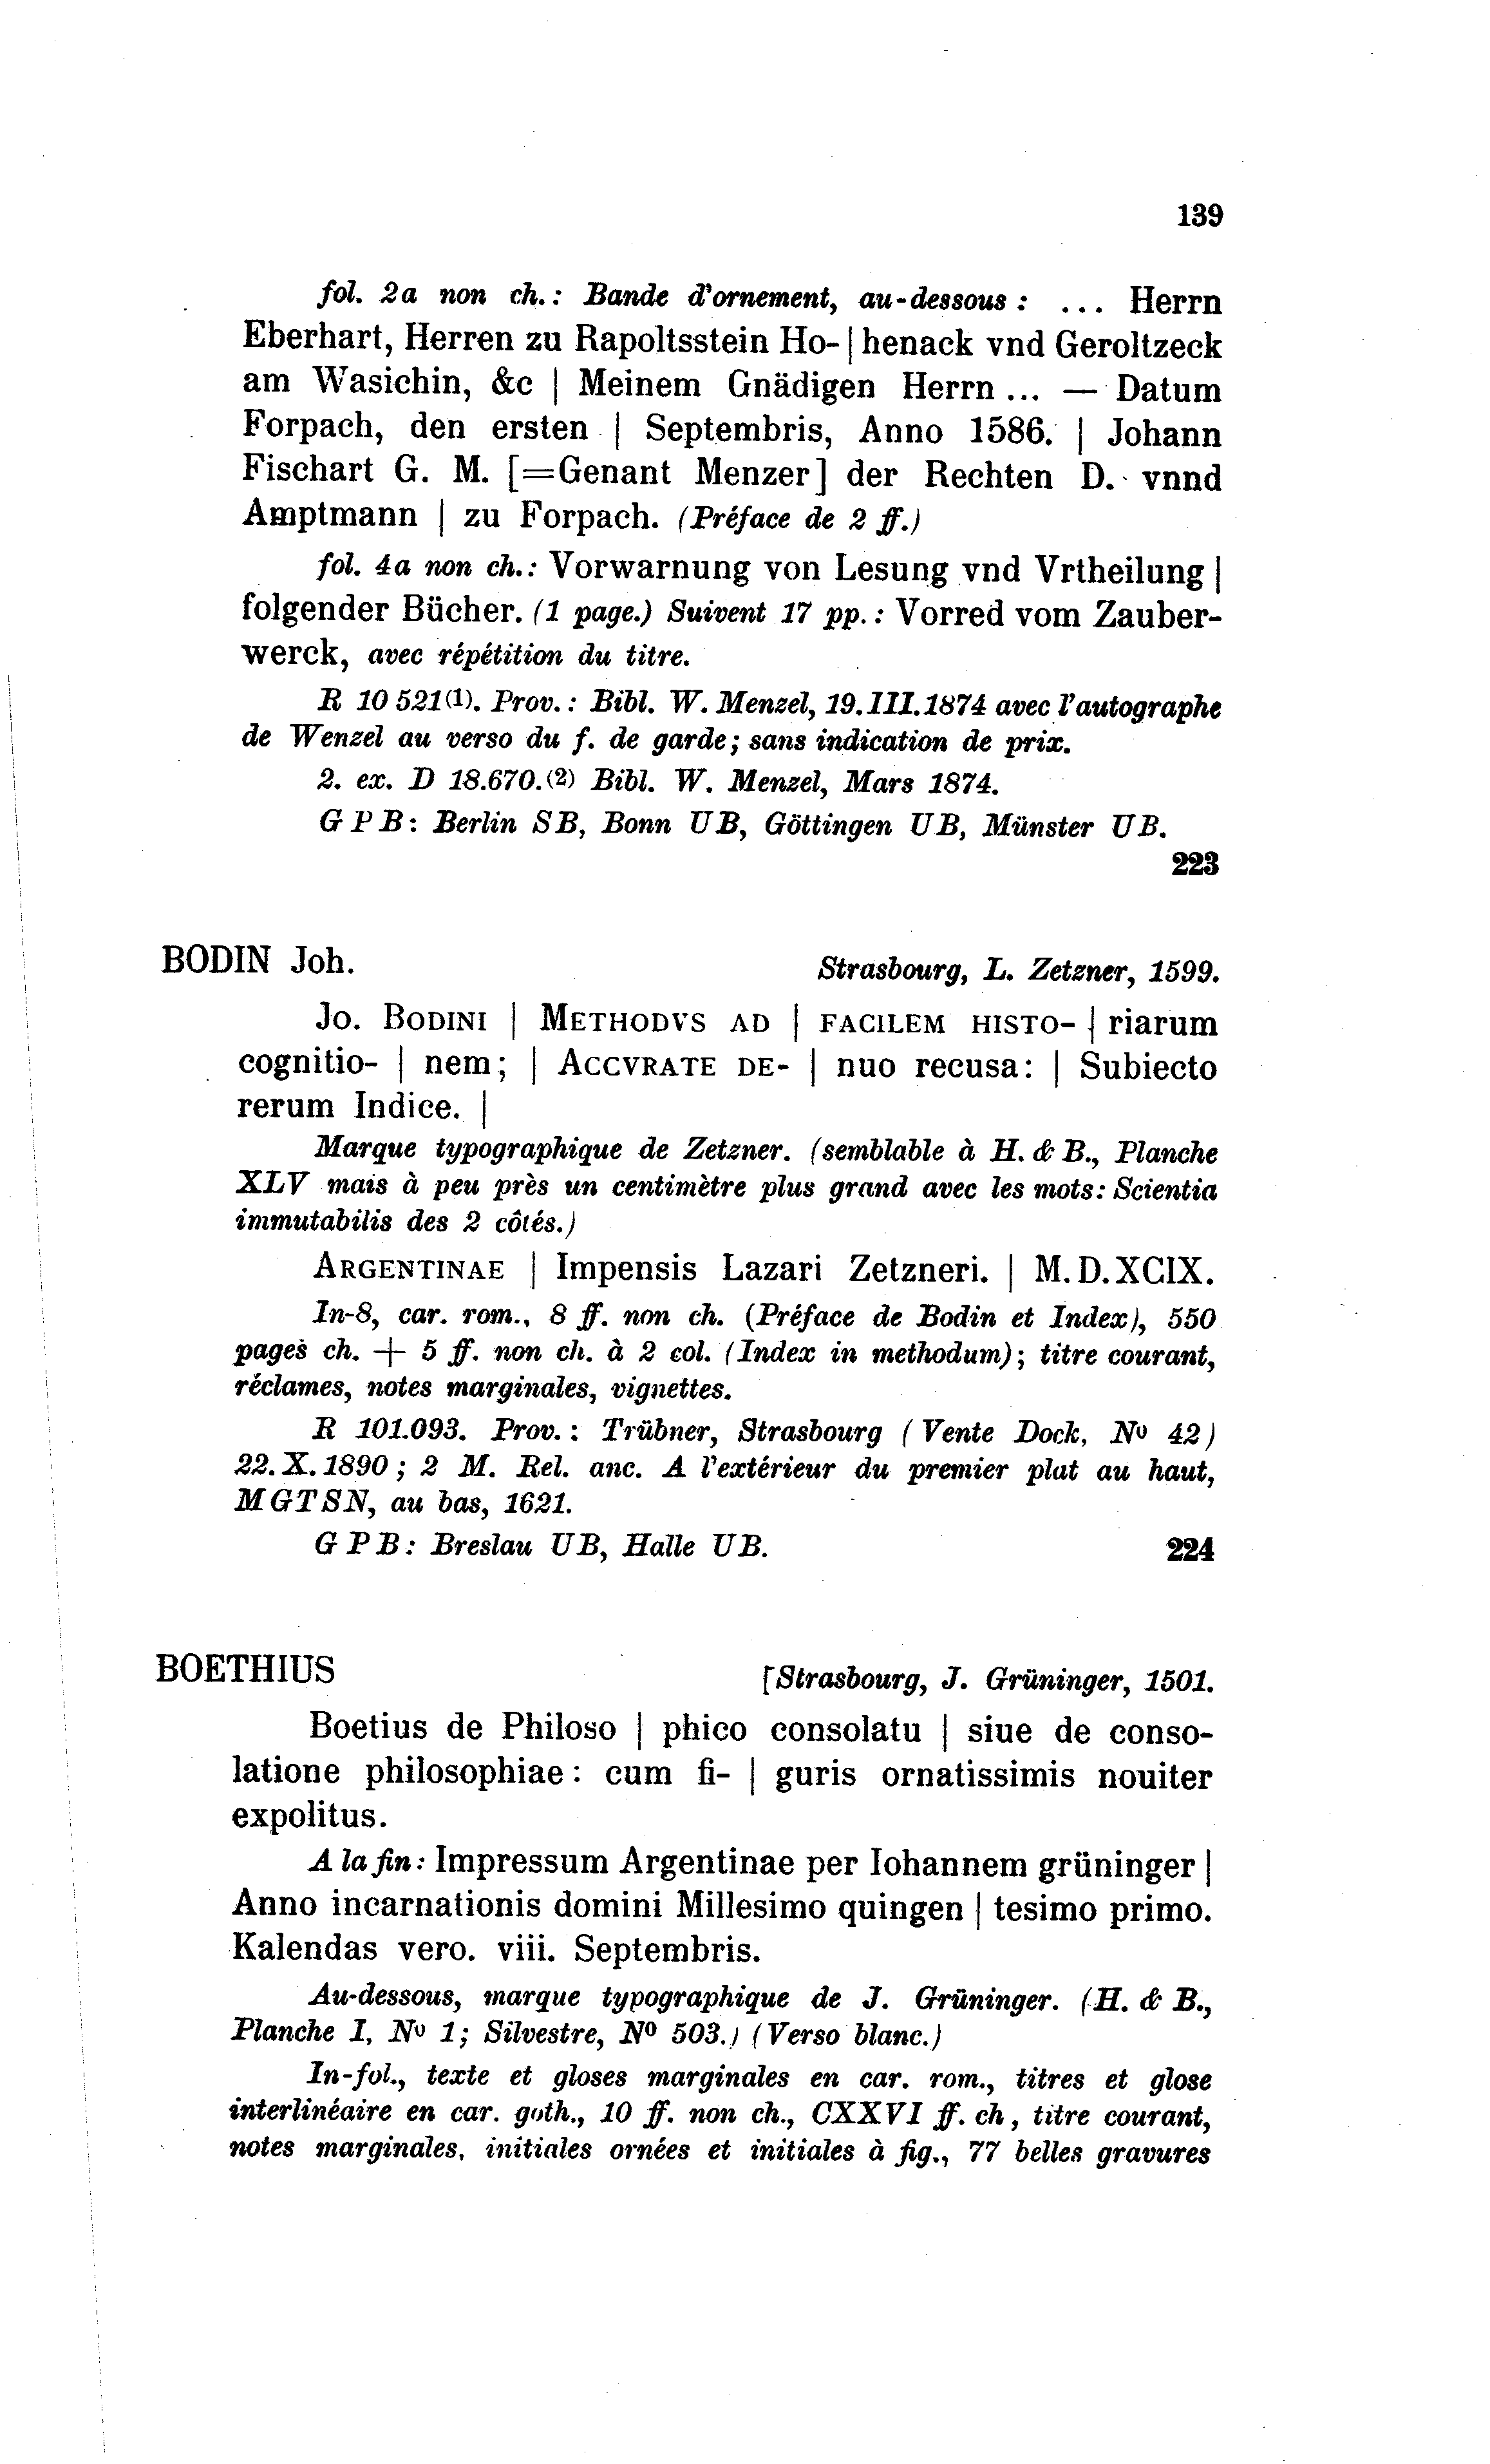 139
fol. 2a non ch.: Bande d'ornement, au-dessous : ... Herrn
Eberhart, Herren zu Rapoltsstein Ho- | henack vnd Geroltzeck
am Wasichin, &c | Meinem Gnädigen Herrn ... — Datum
Forpach, den ersten | Septembris, Anno 1586. | Johann
Fischart G. M. [=Genant Menzer] der Rechten D. vnnd
Amptmann | zu Forpach. (Préface de 2 ff.)
fol. 4a non ch.: Vorwarnung von Lesung vnd Vrtheilung |
folgender Bücher. (1 page.) Suivent 17 pp.: Vorred vom Zauber-
werck, avec répétition du titre.
R 10 521(1). Prov.: Bibl. W. Menzel, 19.III.1874 avec l'autographe
de Wenzel au verso du f. de garde; sans indication de prix.
2. ex. D 18.670.(2) Bibl. W. Menzel, Mars 1874.
G P B: Berlin SB, Bonn UB, Göttingen UB, Münster UB.
223
BODIN Joh.
Strasbourg, L. Zetzner, 1599.
Jo. BODINI | METHODVS AD | FACILEM HISTO- | riarum
cognitio- | nem; | ACCVRATE DE- | nuo recusa: | Subiecto
rerum Indice. |
Marque typographique de Zetzner. (semblable à H. & B., Planche
XLV mais à peu près un centimètre plus grand avec les mots: Scientia
immutabilis des 2 côtés.)
ARGENTINAE | Impensis Lazari Zetzneri. | M.D.XCIX.
In-8, car. rom., 8 ff. non ch. (Préface de Bodin et Index), 550
pages ch. + 5 ff. non ch. à 2 col. (Index in methodum); titre courant,
réclames, notes marginales, vignettes.
R 101.093. Prov.: Trübner, Strasbourg (Vente Dock, No 42)
22.X.1890; 2 M. Rel. anc. A l'extérieur du premier plat au haut,
MGTSN, au bas, 1621.
G P B: Breslau UB, Halle UB.
224
BOETHIUS
[Strasbourg, J. Grüninger, 1501.
Boetius de Philoso | phico consolatu | siue de conso-
latione philosophiae: cum fi- | guris ornatissimis nouiter
expolitus.
A la fin: Impressum Argentinae per Iohannem grüninger |
Anno incarnationis domini Millesimo quingen | tesimo primo.
Kalendas vero. viii. Septembris.
Au-dessous, marque typographique de J. Grüninger. (H. & B.,
Planche I, No 1; Silvestre, No 503.) (Verso blanc.)
In-fol., texte et gloses marginales en car. rom., titres et glose
interlinéaire en car. goth., 10 ff. non ch., CXXVI ff. ch, titre courant,
notes marginales, initiales ornées et initiales à fig., 77 belles gravures